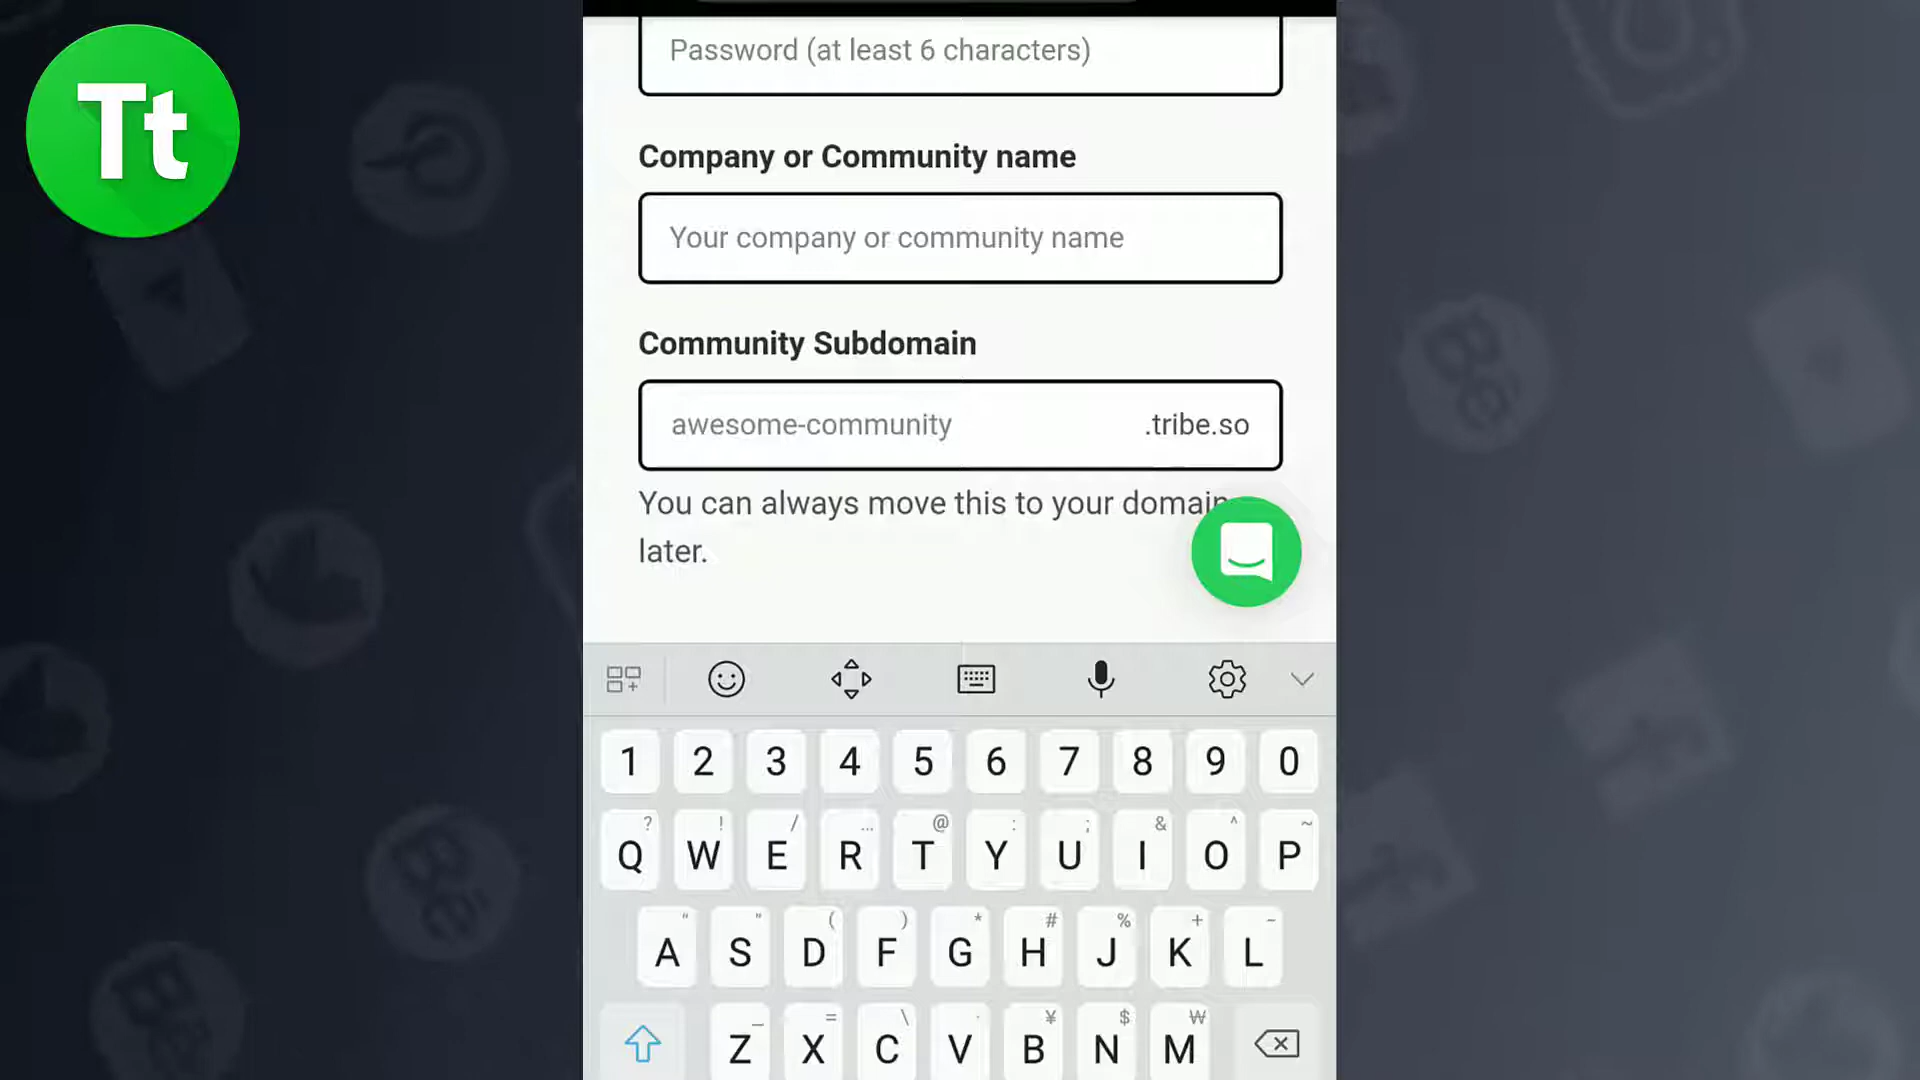 Tt
Password (at least 6 characters)
Company or Community name
Your company or community name
Community Subdomain
awesome-community .tribe.so
You can always move this to your domain
later.
1 2 3 4 5 6 7 8 9 0
? ! / ... @ : ; & ^ ~
Q W E R T Y U I O P
" " ( ) * # % + -
A S D F G H J K L
_ = \ · ¥ $ ₩
Z X C V B N M